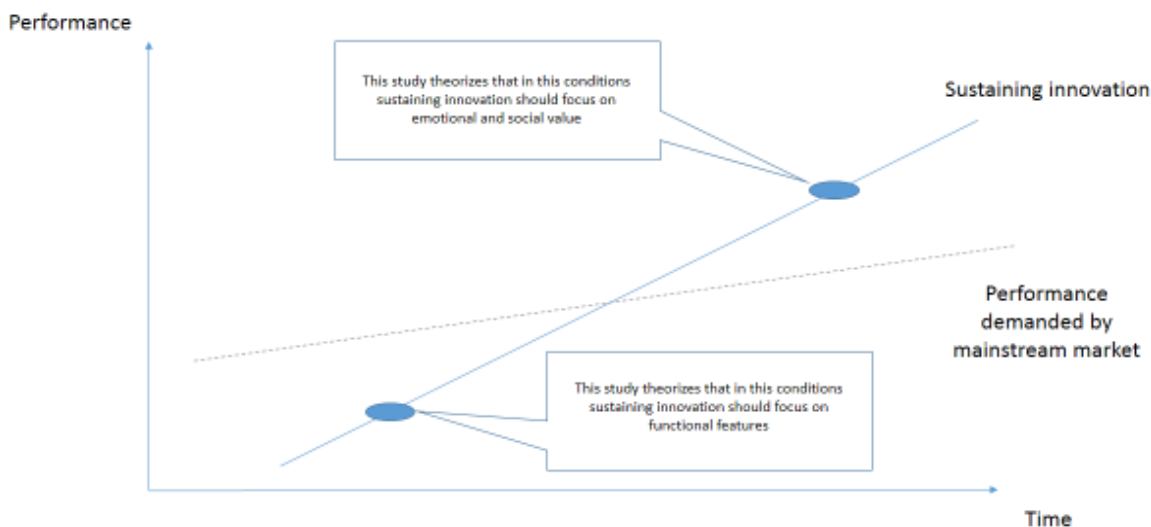 Performance
This study theorizes that in this conditions
sustaining innovation should focus on
emotional and social value
Sustaining innovation
Performance
demanded by
mainstream market
This study theorizes that in this conditions
sustaining innovation should focus on
functional features
Time